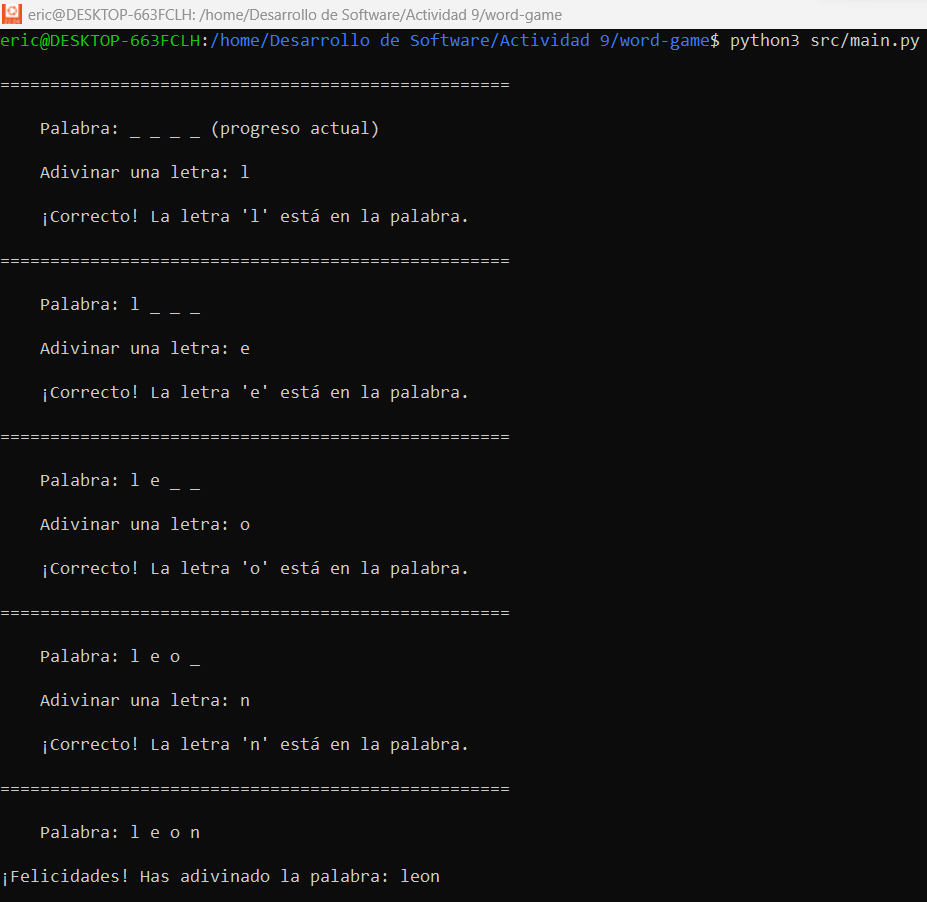 eric@DESKTOP-663FCLH: /home/Desarrollo de Software/Actividad 9/word-game
eric@DESKTOP-663FCLH:/home/Desarrollo de Software/Actividad 9/word-game$ python3 src/main.py
===================================================
Palabra: _ _ _ _ (progreso actual)
Adivinar una letra: l
¡Correcto! La letra 'l' está en la palabra.
===================================================
Palabra: l _ _ _
Adivinar una letra: e
¡Correcto! La letra 'e' está en la palabra.
===================================================
Palabra: l e _ _
Adivinar una letra: o
¡Correcto! La letra 'o' está en la palabra.
===================================================
Palabra: l e o _
Adivinar una letra: n
¡Correcto! La letra 'n' está en la palabra.
===================================================
Palabra: l e o n
¡Felicidades! Has adivinado la palabra: leon